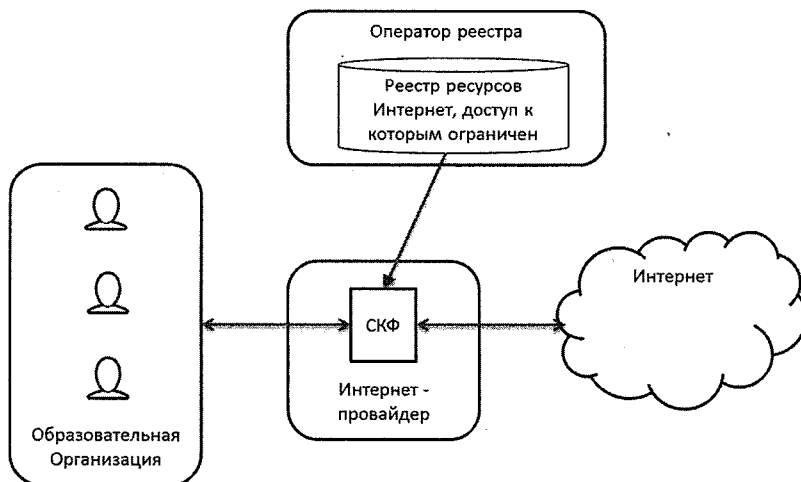 Оператор реестра
Реестр ресурсов
Интернет, доступ к
которым ограничен
Интернет
СКФ
Интернет -
провайдер
Образовательная
Организация